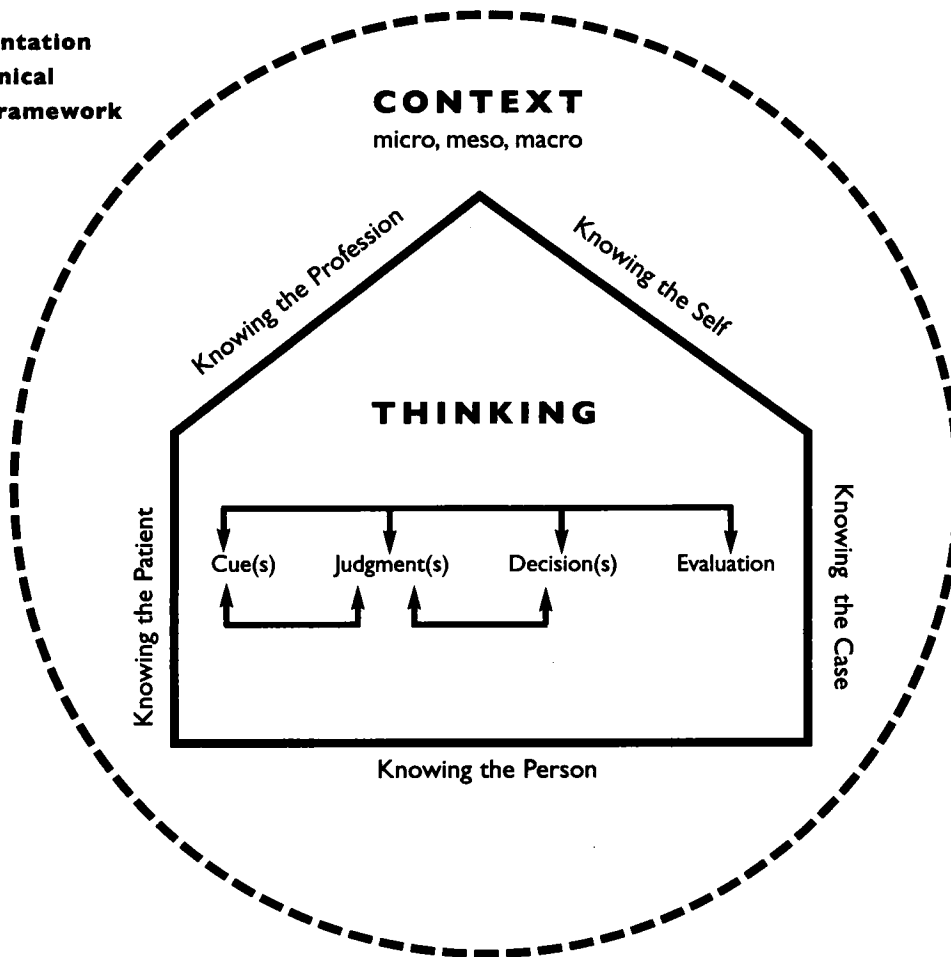 ntation
nical
ramework
CONTEXT
micro, meso, macro
Knowing the Profession
Knowing the Self
THINKING
Cue(s) Judgment(s) Decision(s) Evaluation
Knowing the Patient
Knowing the Case
Knowing the Person